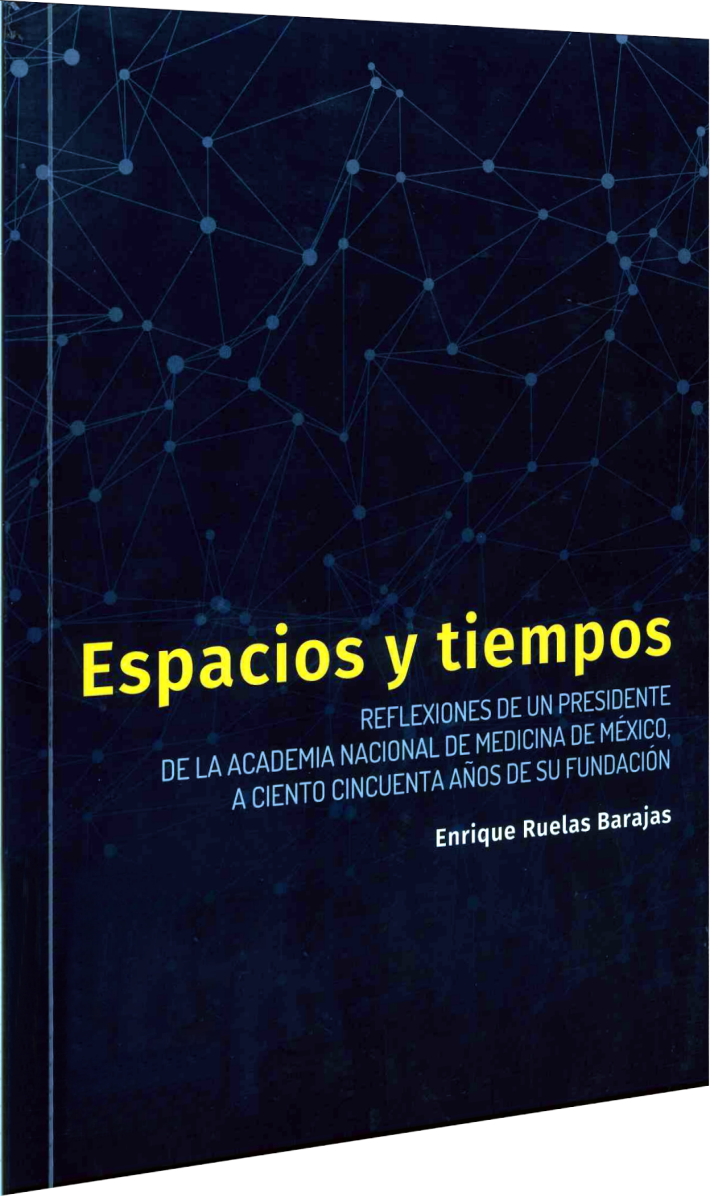 Espacios y tiempos
REFLEXIONES DE UN PRESIDENTE
DE LA ACADEMIA NACIONAL DE MEDICINA DE MÉXICO,
A CIENTO CINCUENTA AÑOS DE SU FUNDACIÓN
Enrique Ruelas Barajas